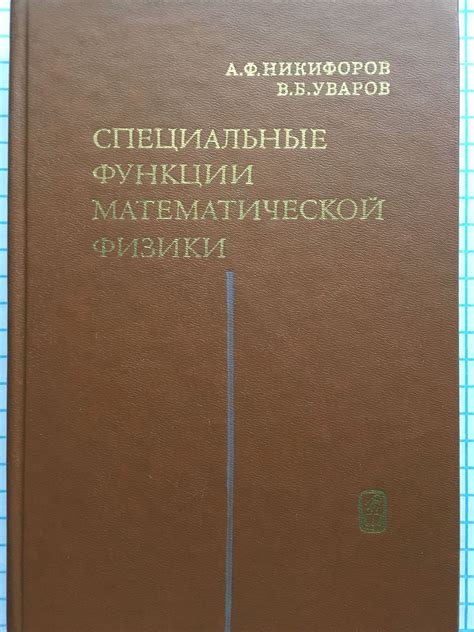 А.Ф.НИКИФОРОВ
В.Б.УВАРОВ
СПЕЦИАЛЬНЫЕ
ФУНКЦИИ
МАТЕМАТИЧЕСКОЙ
ФИЗИКИ